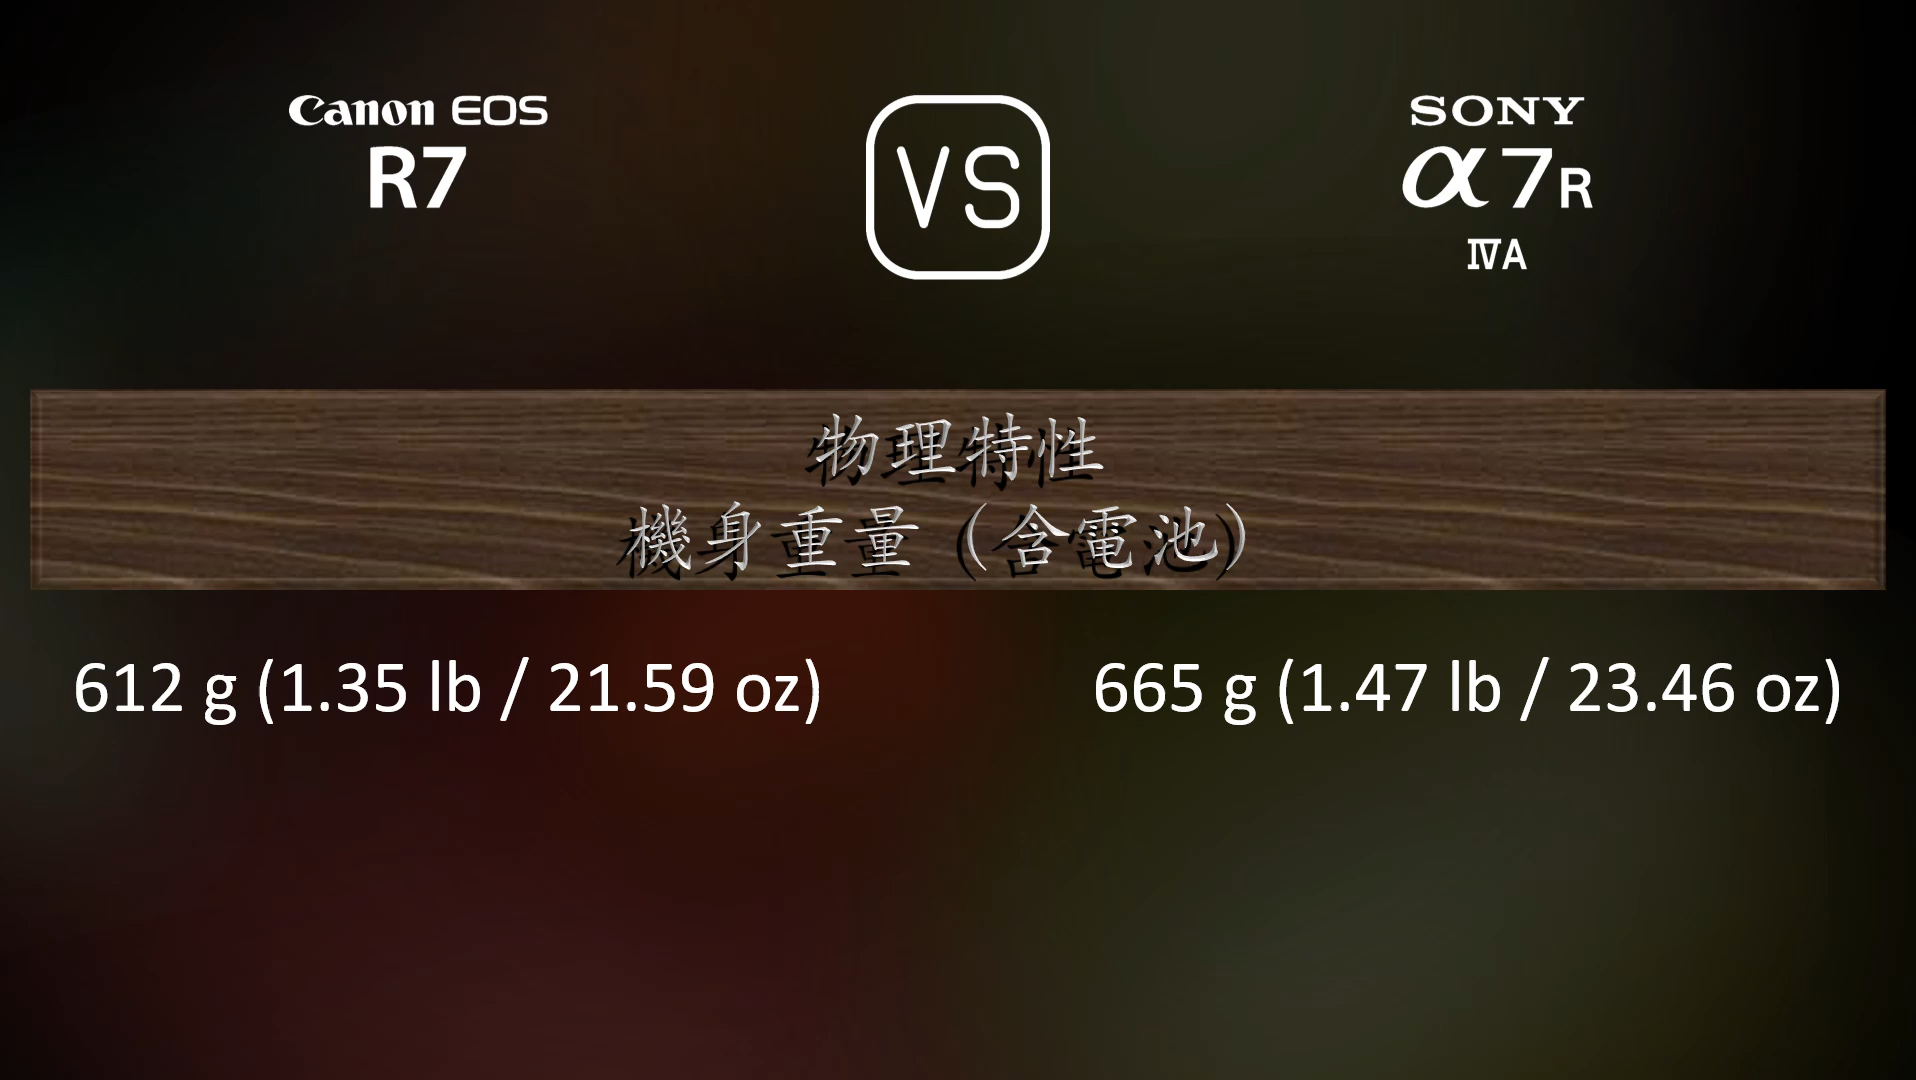 Canon EOS
R7
VS
SONY
α7R
IVA
物理特性
機身重量（含電池）
612 g (1.35 lb / 21.59 oz)
665 g (1.47 lb / 23.46 oz)